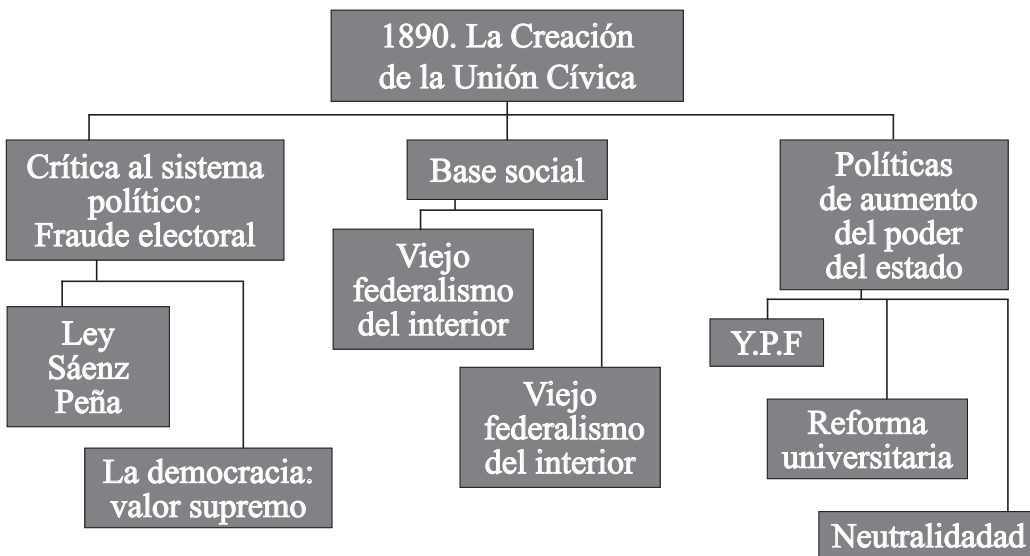 1890. La Creación
de la Unión Cívica
Crítica al sistema
político:
Fraude electoral
Ley
Sáenz
Peña
La democracia:
valor supremo
Base social
Viejo
federalismo
del interior
Viejo
federalismo
del interior
Políticas
de aumento
del poder
del estado
Y.P.F
Reforma
universitaria
Neutralidadad